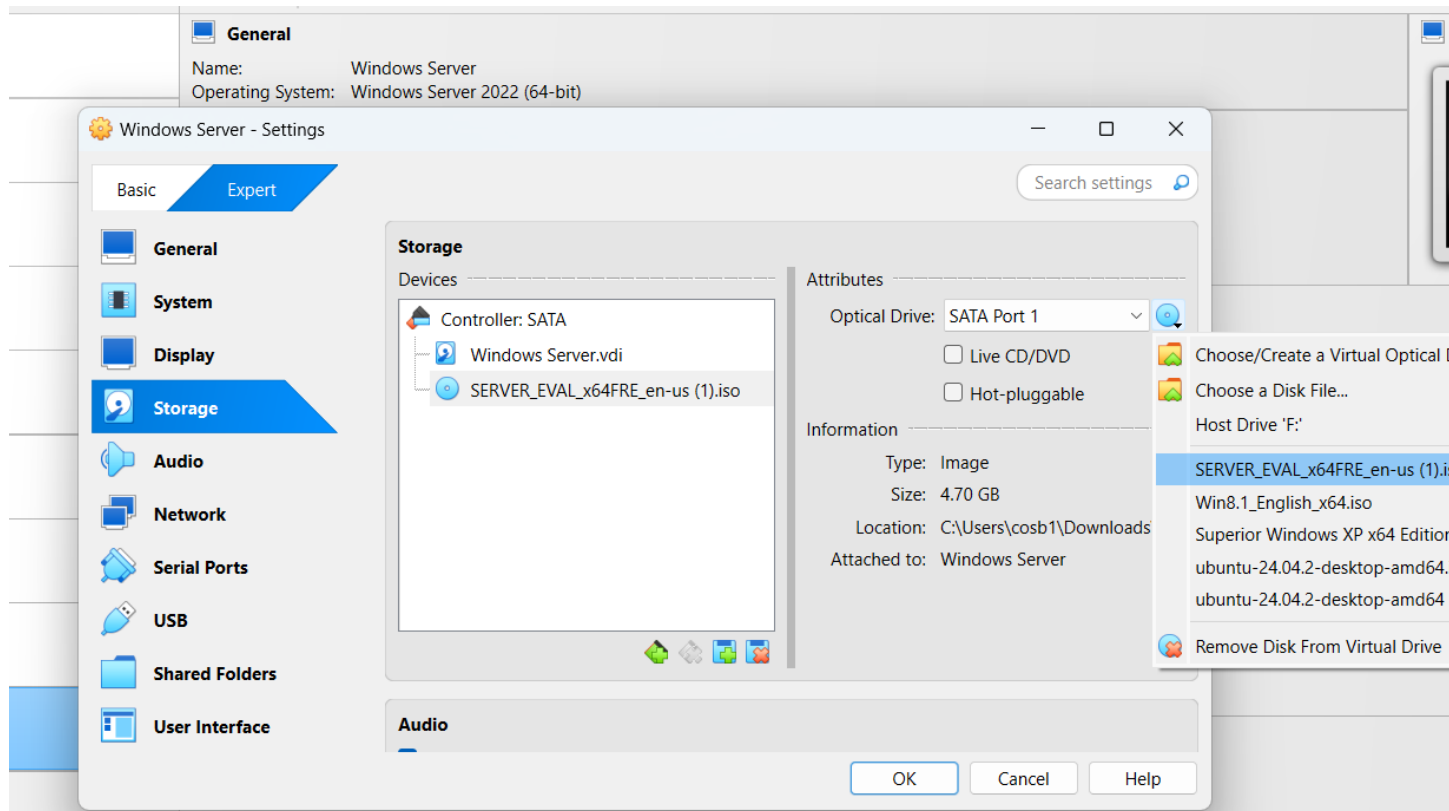 General
Name: Windows Server
Operating System: Windows Server 2022 (64-bit)
Windows Server - Settings
Basic Expert
Search settings
General
System
Display
Storage
Audio
Network
Serial Ports
USB
Shared Folders
User Interface
Storage
Devices
Controller: SATA
Windows Server.vdi
SERVER_EVAL_x64FRE_en-us (1).iso
Attributes
Optical Drive: SATA Port 1
Live CD/DVD
Hot-pluggable
Information
Type: Image
Size: 4.70 GB
Location: C:\Users\cosb1\Downloads
Attached to: Windows Server
Choose/Create a Virtual Optical
Choose a Disk File...
Host Drive 'F:'
SERVER_EVAL_x64FRE_en-us (1).is
Win8.1_English_x64.iso
Superior Windows XP x64 Edition
ubuntu-24.04.2-desktop-amd64.
ubuntu-24.04.2-desktop-amd64
Remove Disk From Virtual Drive
Audio
OK Cancel Help